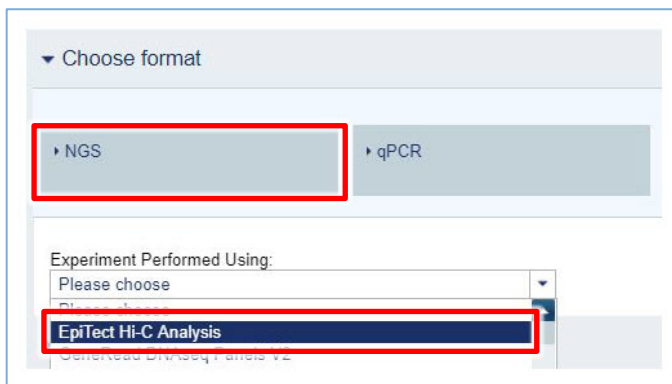 Choose format
NGS
qPCR
Experiment Performed Using:
Please choose
Please choose
EpiTect Hi-C Analysis
GeneRead DNAseq Panels V2